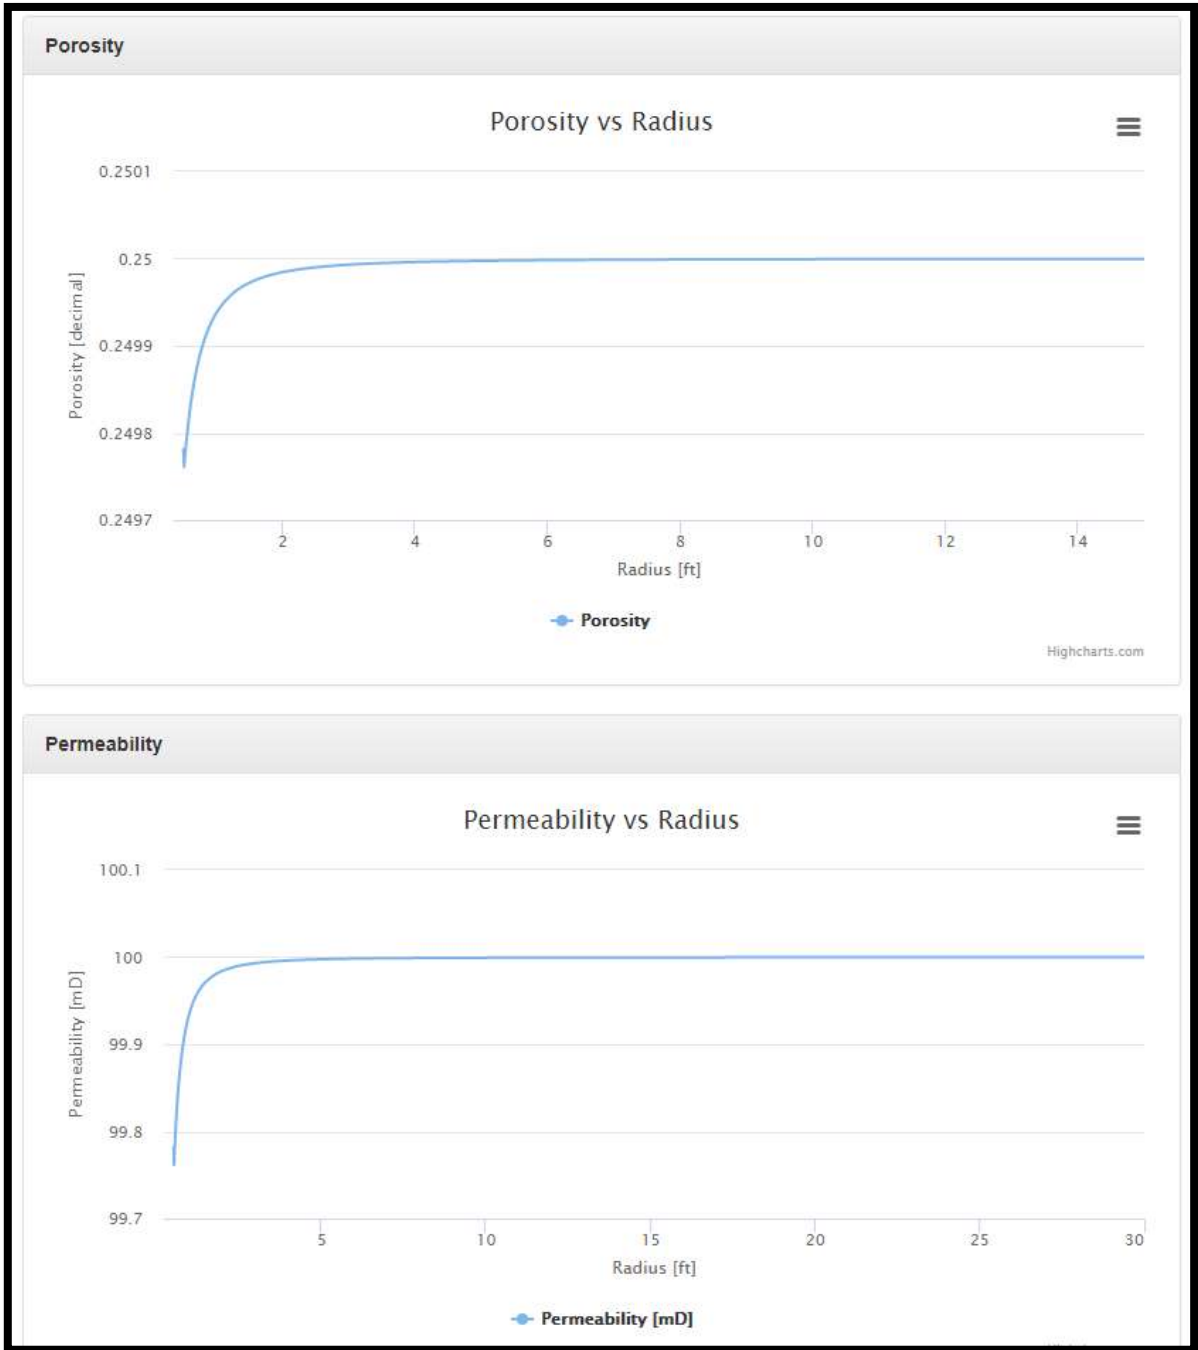 Porosity
Porosity vs Radius
0.2501
0.25
0.2499
0.2498
0.2497
Porosity [decimal]
2 4 6 8 10 12 14
Radius [ft]
Porosity
Highcharts.com
Permeability
Permeability vs Radius
100.1
100
99.9
99.8
99.7
Permeability [mD]
5 10 15 20 25 30
Radius [ft]
Permeability [mD]